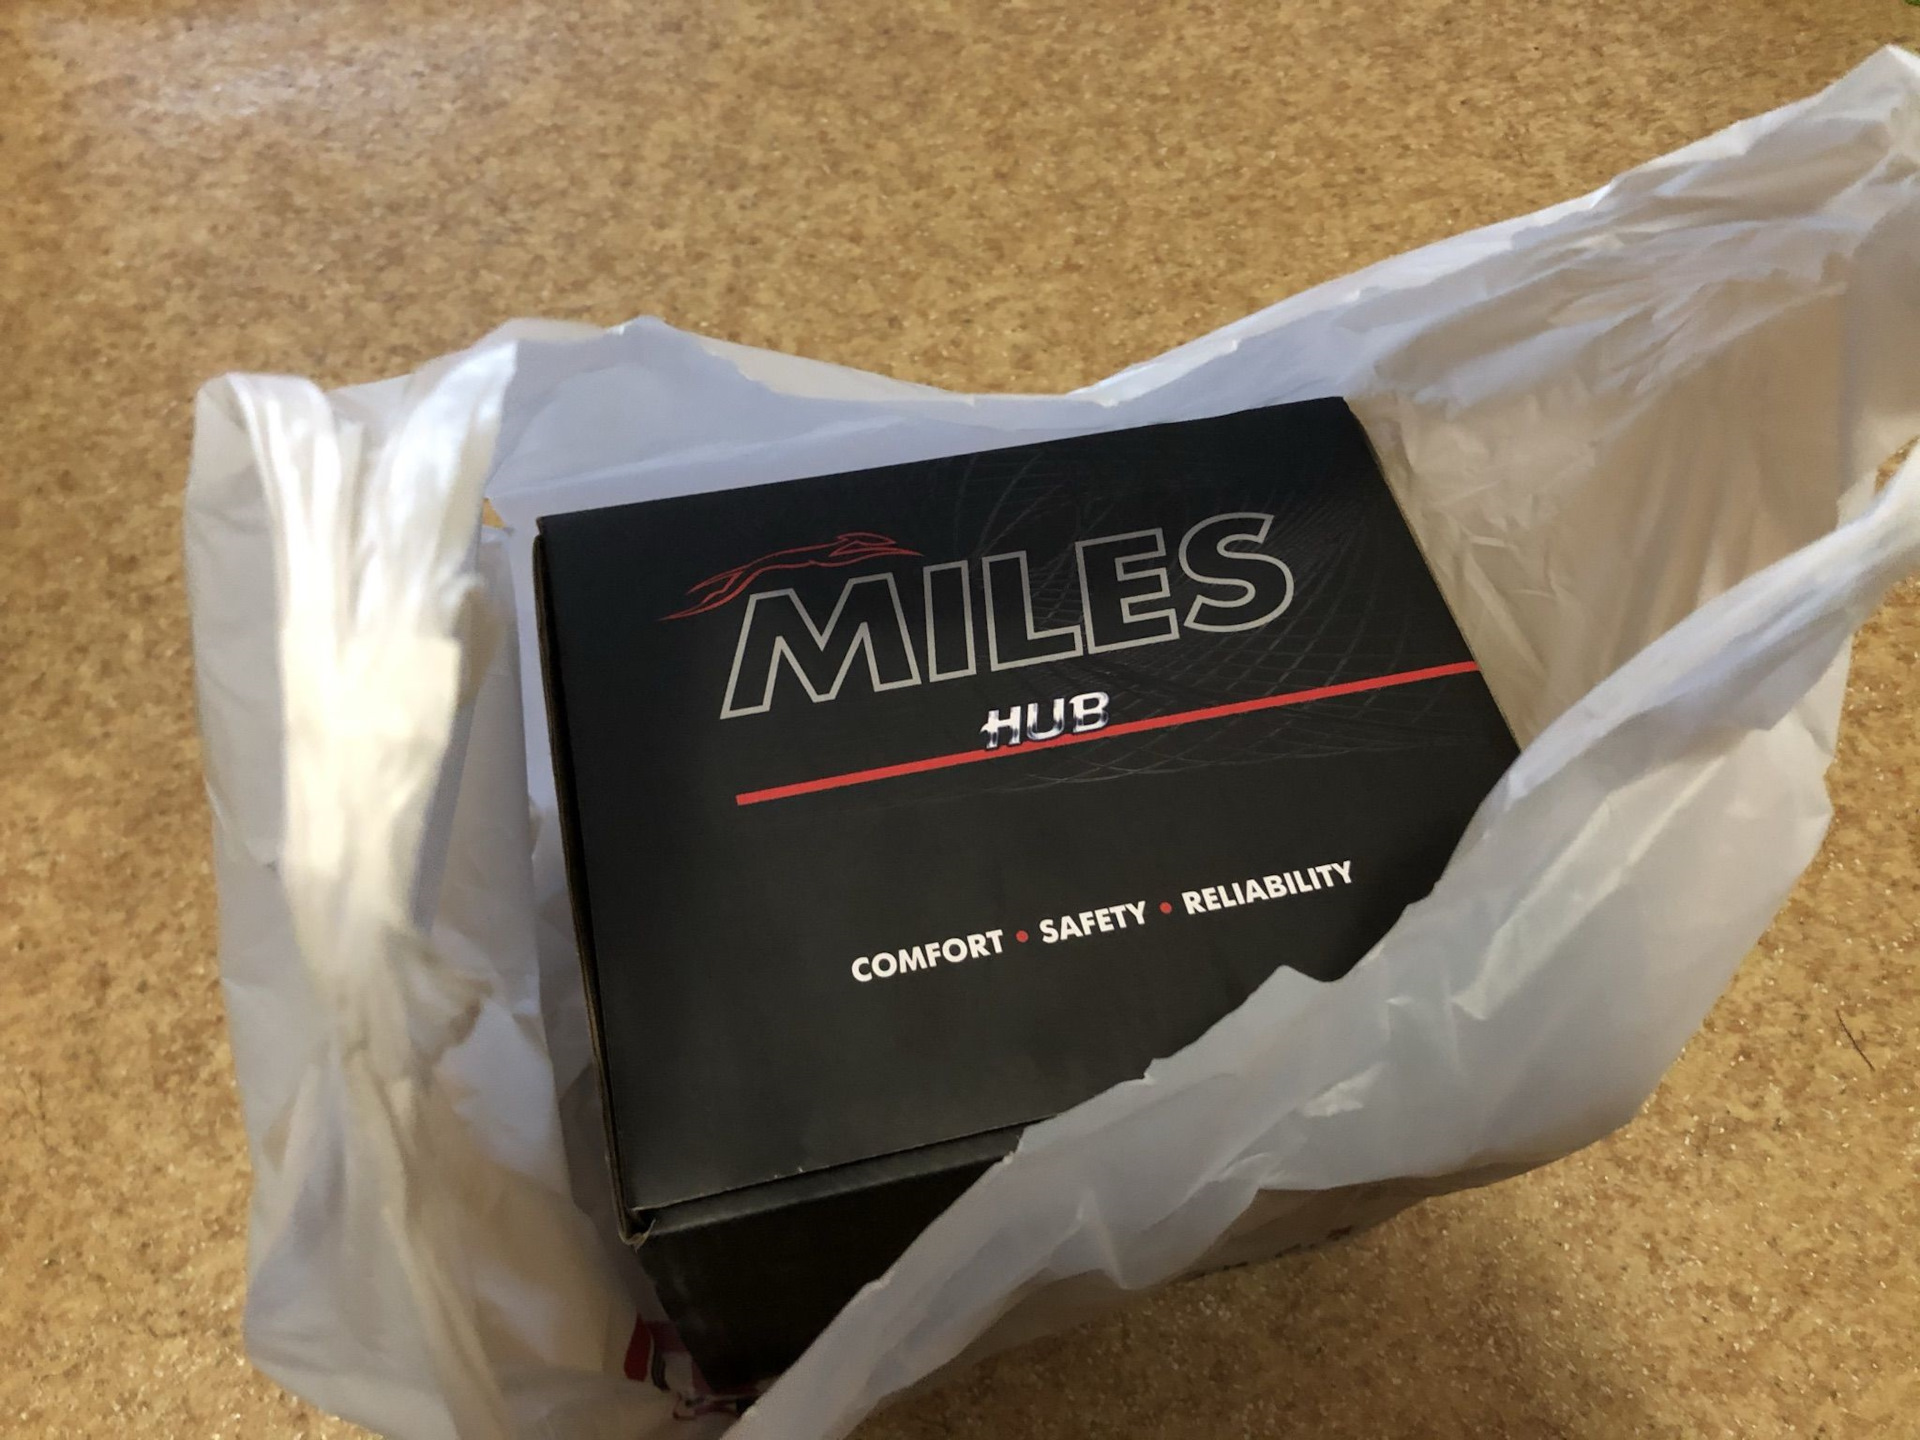 MILES
HUB
COMFORT • SAFETY • RELIABILITY